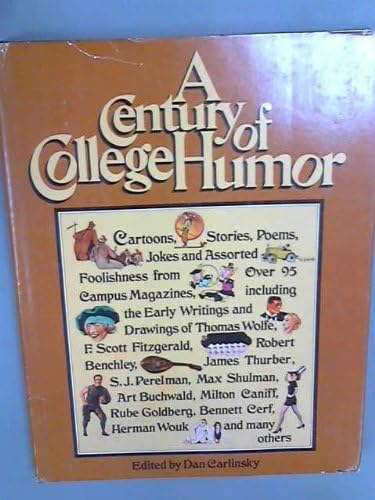 A
Century of
College Humor
Cartoons, Stories, Poems,
Jokes and Assorted
Foolishness from Over 95
Campus Magazines, including
the Early Writings and
Drawings of Thomas Wolfe,
F. Scott Fitzgerald, Robert
Benchley, James Thurber,
S.J. Perelman, Max Shulman,
Art Buchwald, Milton Caniff,
Rube Goldberg, Bennett Cerf,
Herman Wouk and many
others
Edited by Dan Carlinsky